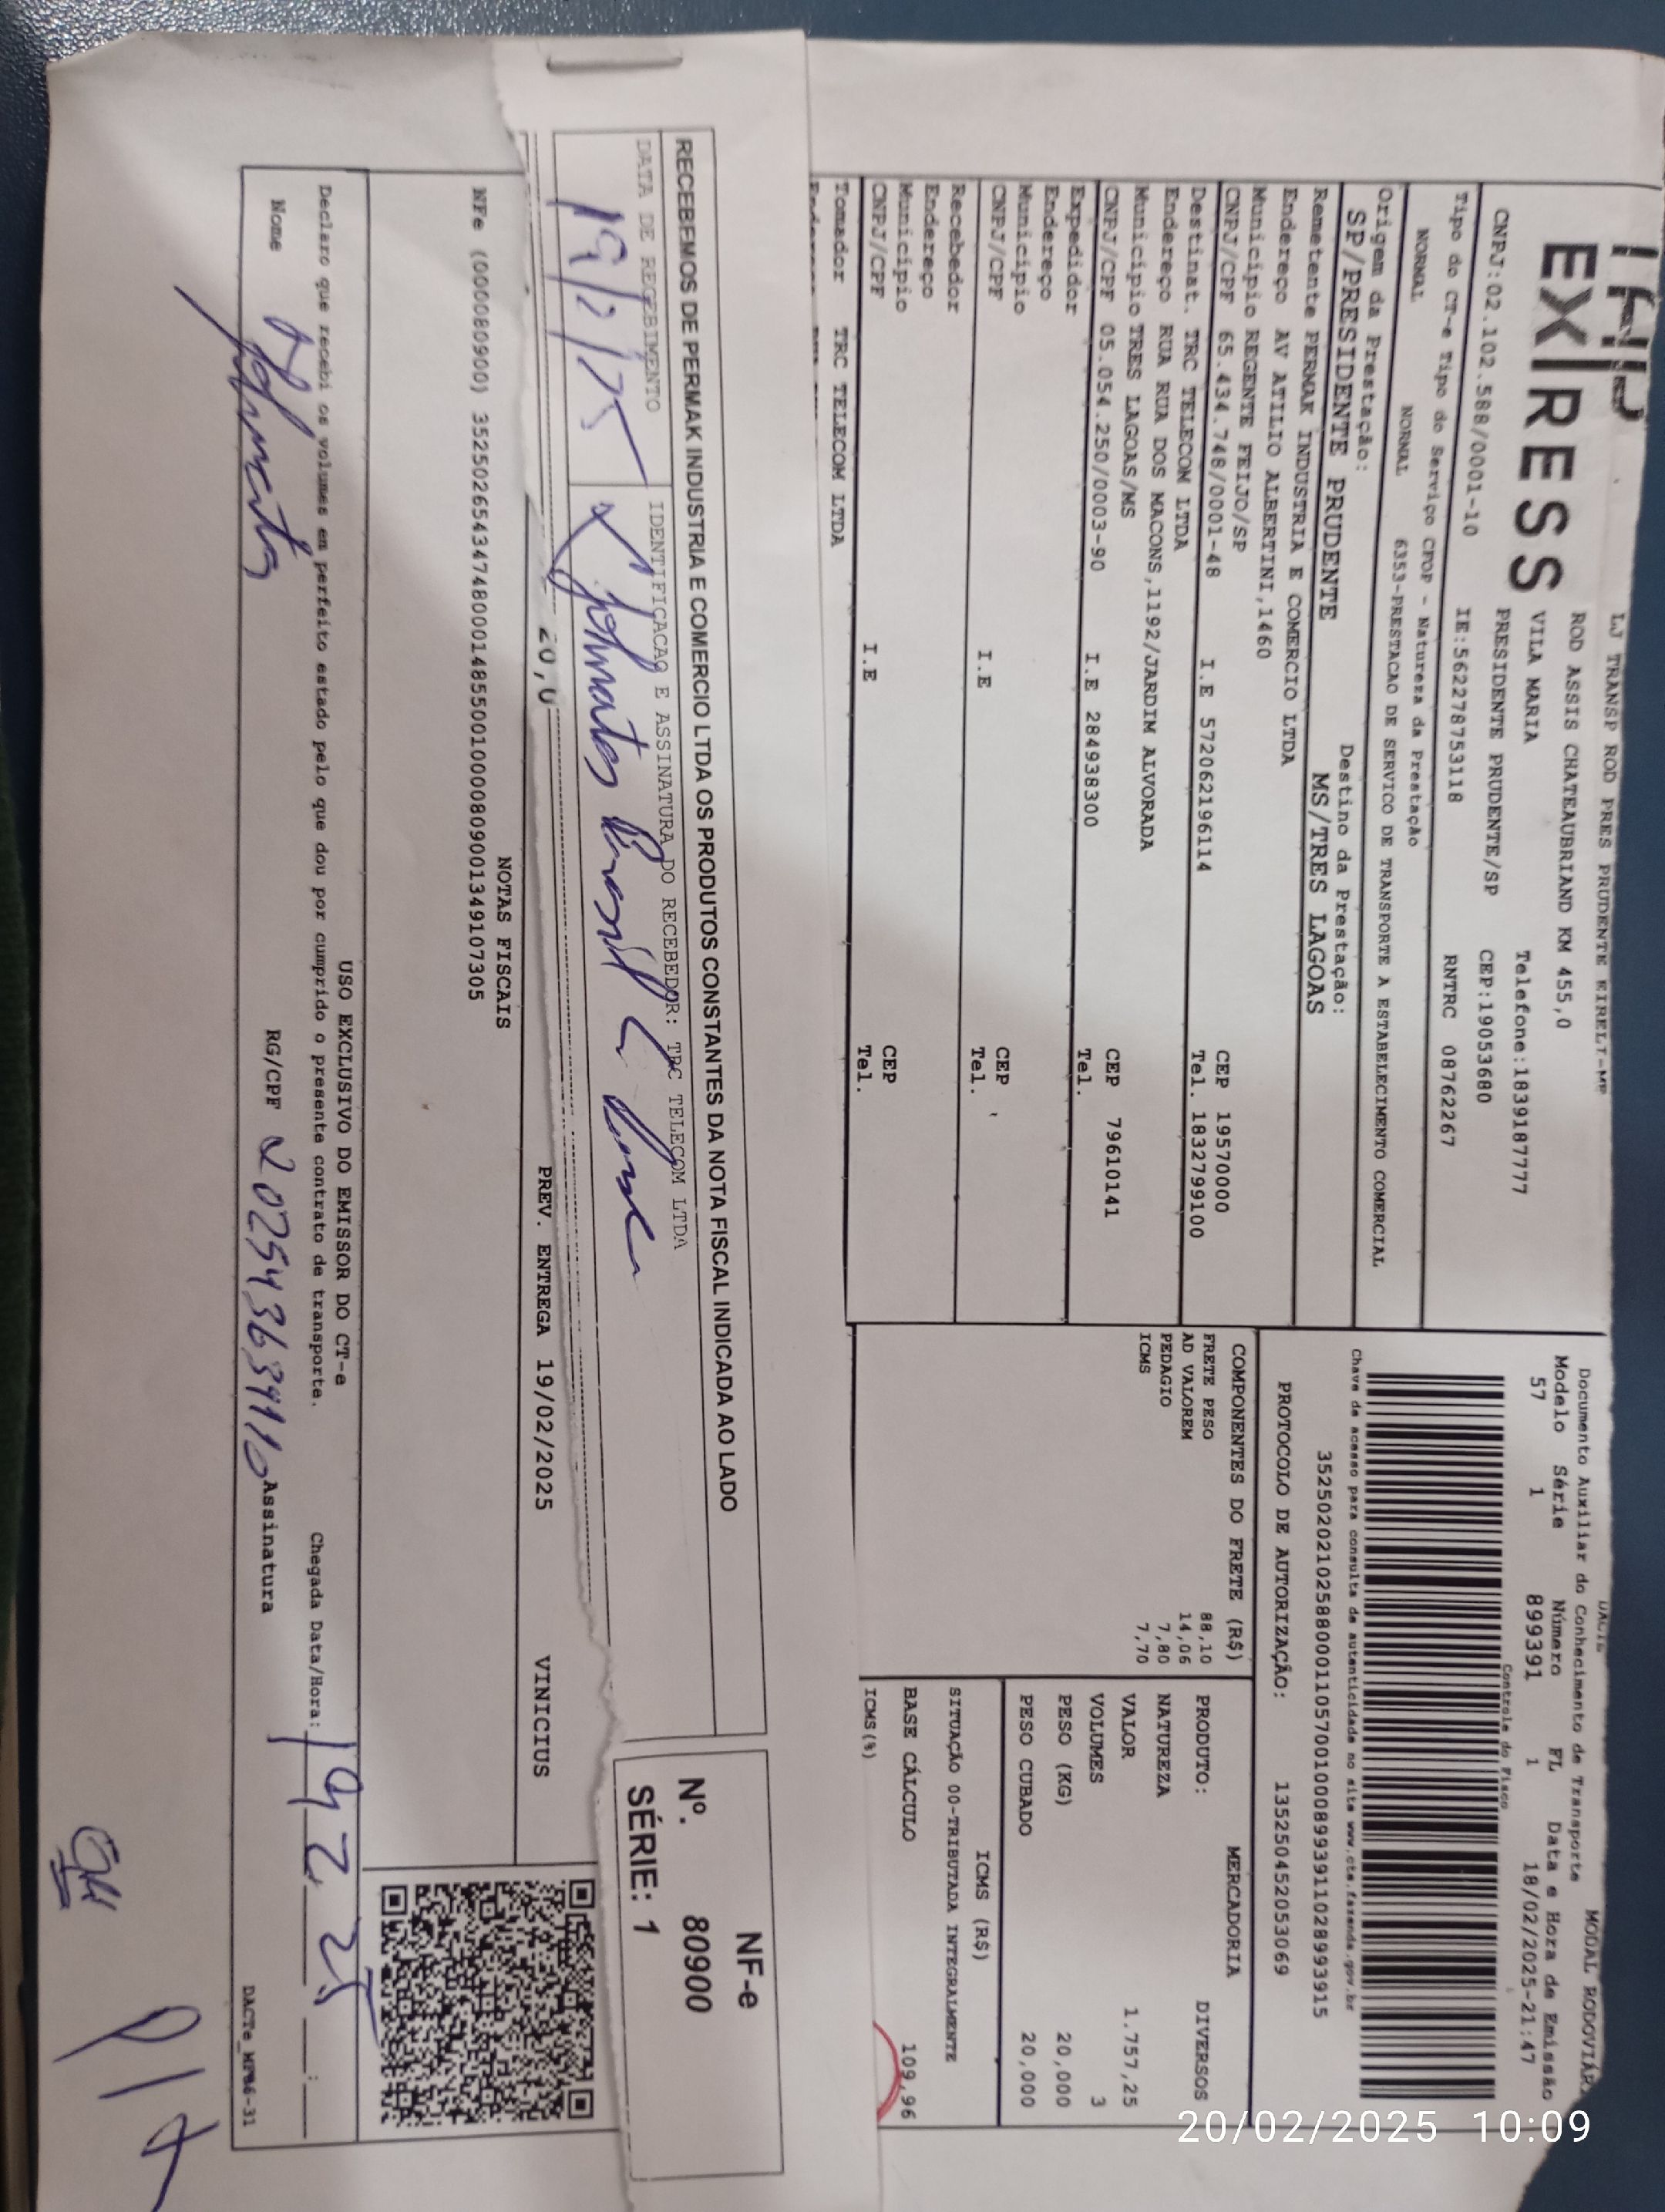 EXPRESS
LJ TRANSP ROD PRES PRUDENTE EIRELI-ME
ROD ASSIS CHATEAUBRIAND KM 455,0
VILA MARIA
Telefone:1839187777
PRESIDENTE PRUDENTE/SP CEP:19053680
CNPJ:02.102.588/0001-10 IE:562278753118 RNTRC 08762267
Tipo do CT-e Tipo do Serviço CFOP - Natureza da Prestação
NORMAL NORMAL 6353-PRESTACAO DE SERVICO DE TRANSPORTE A ESTABELECIMENTO COMERCIAL
Origem da Prestação: Destino da Prestação:
SP/PRESIDENTE PRUDENTE MS/TRES LAGOAS
Remetente PERMAK INDUSTRIA E COMERCIO LTDA
Endereço AV ATILIO ALBERTINI,1460
Município REGENTE FEIJO/SP CEP 19570000
CNPJ/CPF 65.434.748/0001-48 I.E 572062196114 Tel. 1832799100
Destinat. TRC TELECOM LTDA
Endereço RUA RUA DOS MACONS,1192/JARDIM ALVORADA
Município TRES LAGOAS/MS CEP 79610141
CNPJ/CPF 05.054.250/0003-90 I.E 284938300 Tel.
Expedidor
Endereço
Município CEP
CNPJ/CPF I.E Tel.
Recebedor
Endereço
Município CEP
CNPJ/CPF I.E Tel.
Tomador TRC TELECOM LTDA
DACTE MODAL RODOVIÁR
Documento Auxiliar do Conhecimento de Transporte
Modelo Série Número FL Data e Hora de Emissão
57 1 899391 1 18/02/2025-21:47
Controle do Fisco
Chave de acesso para consulta de autenticidade no site www.cte.fazenda.gov.br
35250202102588000110570010008993911028993915
PROTOCOLO DE AUTORIZAÇÃO: 135250452053069
COMPONENTES DO FRETE (R$)
FRETE PESO 88,10
AD VALOREM 14,06
PEDAGIO 7,80
ICMS 7,70
MERCADORIA
PRODUTO: DIVERSOS
NATUREZA
VALOR 1.757,25
VOLUMES 3
PESO (KG) 20,000
PESO CUBADO 20,000
ICMS (R$)
SITUAÇÃO 00-TRIBUTADA INTEGRALMENTE
BASE CÁLCULO 109,96
ICMS(%)
RECEBEMOS DE PERMAK INDUSTRIA E COMERCIO LTDA OS PRODUTOS CONSTANTES DA NOTA FISCAL INDICADA AO LADO
DATA DE RECEBIMENTO IDENTIFICACAO E ASSINATURA DO RECEBEDOR: TRC TELECOM LTDA
19/2/25
NF-e
Nº. 80900
SÉRIE: 1
20,0
PREV. ENTREGA 19/02/2025 VINICIUS
NOTAS FISCAIS
NFe (000080900) 35250265434748000148550010000809001349107305
USO EXCLUSIVO DO EMISSOR DO CT-e
Declaro que recebi os volumes em perfeito estado pelo que dou por cumprido o presente contrato de transporte. Chegada Data/Hora: 19 2 25
Nome RG/CPF Assinatura
DACTe_MFM6-31
20/02/2025 10:09